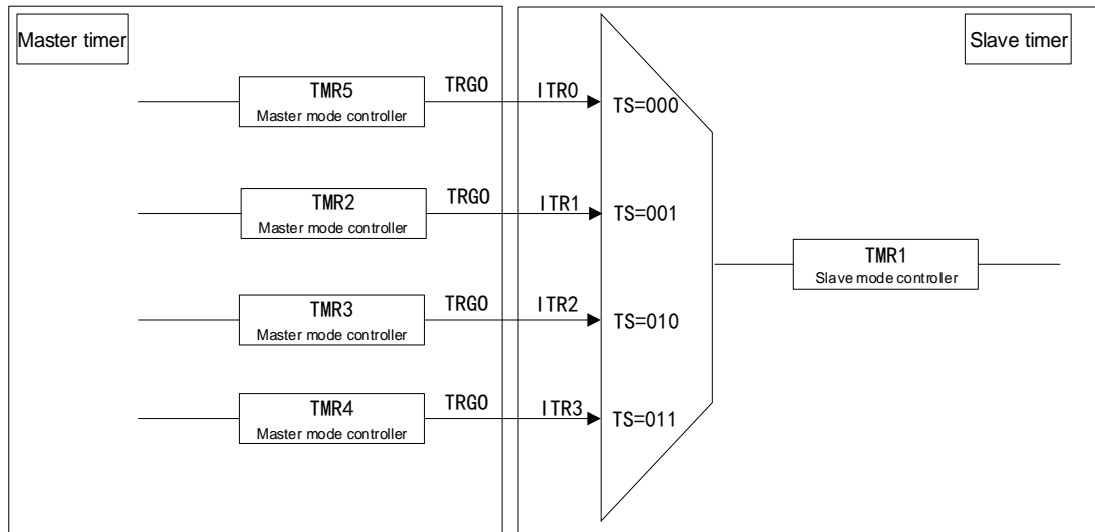 Master timer
Slave timer
TMR5
Master mode controller
TRGO
ITR0
TS=000
TMR2
Master mode controller
TRGO
ITR1
TS=001
TMR1
Slave mode controller
TMR3
Master mode controller
TRGO
ITR2
TS=010
TMR4
Master mode controller
TRGO
ITR3
TS=011